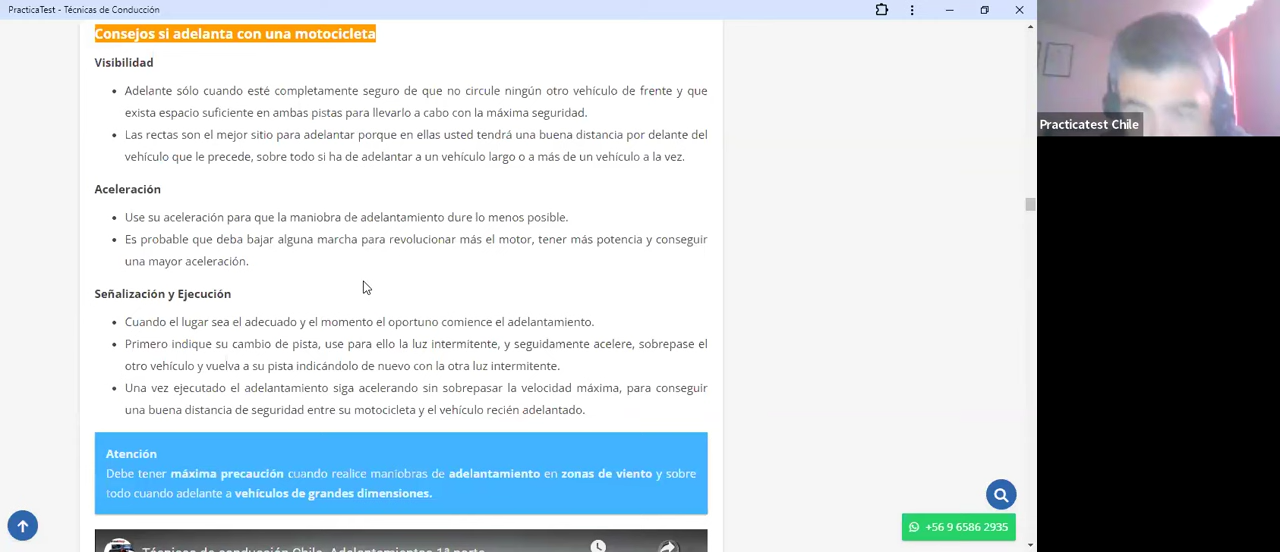 PracticaTest - Técnicas de Conducción
Consejos si adelanta con una motocicleta
Visibilidad
• Adelante sólo cuando esté completamente seguro de que no circule ningún otro vehículo de frente y que
exista espacio suficiente en ambas pistas para llevarlo a cabo con la máxima seguridad.
• Las rectas son el mejor sitio para adelantar porque en ellas usted tendrá una buena distancia por delante del
vehículo que le precede, sobre todo si ha de adelantar a un vehículo largo o a más de un vehículo a la vez.
Aceleración
• Use su aceleración para que la maniobra de adelantamiento dure lo menos posible.
• Es probable que deba bajar alguna marcha para revolucionar más el motor, tener más potencia y conseguir
una mayor aceleración.
Señalización y Ejecución
• Cuando el lugar sea el adecuado y el momento el oportuno comience el adelantamiento.
• Primero indique su cambio de pista, use para ello la luz intermitente, y seguidamente acelere, sobrepase el
otro vehículo y vuelva a su pista indicándolo de nuevo con la otra luz intermitente.
• Una vez ejecutado el adelantamiento siga acelerando sin sobrepasar la velocidad máxima, para conseguir
una buena distancia de seguridad entre su motocicleta y el vehículo recién adelantado.
Atención
Debe tener máxima precaución cuando realice maniobras de adelantamiento en zonas de viento y sobre
todo cuando adelante a vehículos de grandes dimensiones.
Técnicas de conducción Chile. Adelantamientos 1ª parte
+56 9 6586 2935
Practicatest Chile